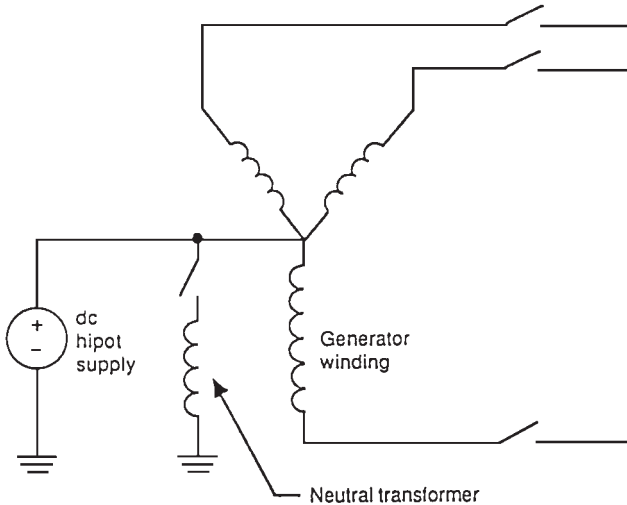 +
−
dc
hipot
supply
Generator
winding
Neutral transformer